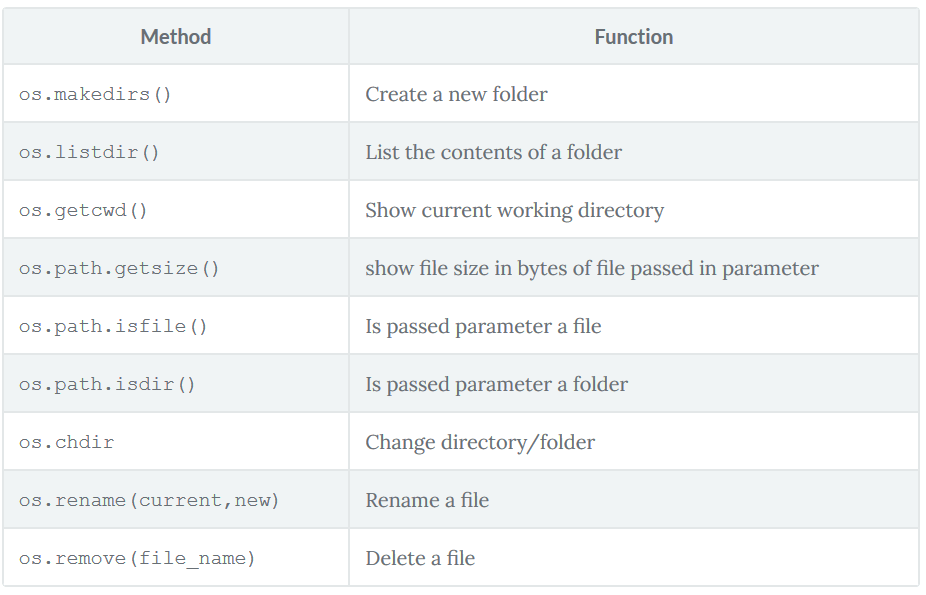 Method Function
os.makedirs() Create a new folder
os.listdir() List the contents of a folder
os.getcwd() Show current working directory
os.path.getsize() show file size in bytes of file passed in parameter
os.path.isfile() Is passed parameter a file
os.path.isdir() Is passed parameter a folder
os.chdir Change directory/folder
os.rename(current,new) Rename a file
os.remove(file_name) Delete a file